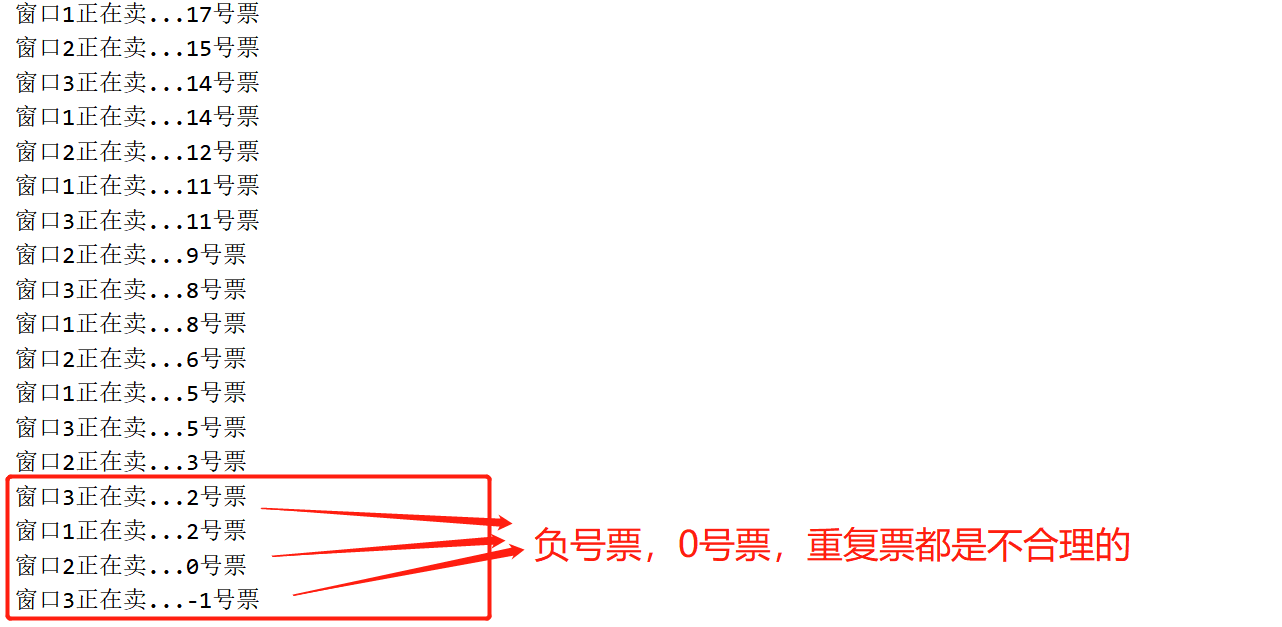 窗口1正在卖...17号票
窗口2正在卖...15号票
窗口3正在卖...14号票
窗口1正在卖...14号票
窗口2正在卖...12号票
窗口1正在卖...11号票
窗口3正在卖...11号票
窗口2正在卖...9号票
窗口3正在卖...8号票
窗口1正在卖...8号票
窗口2正在卖...6号票
窗口1正在卖...5号票
窗口3正在卖...5号票
窗口2正在卖...3号票
窗口3正在卖...2号票
窗口1正在卖...2号票
窗口2正在卖...0号票
窗口3正在卖...-1号票
负号票，0号票，重复票都是不合理的